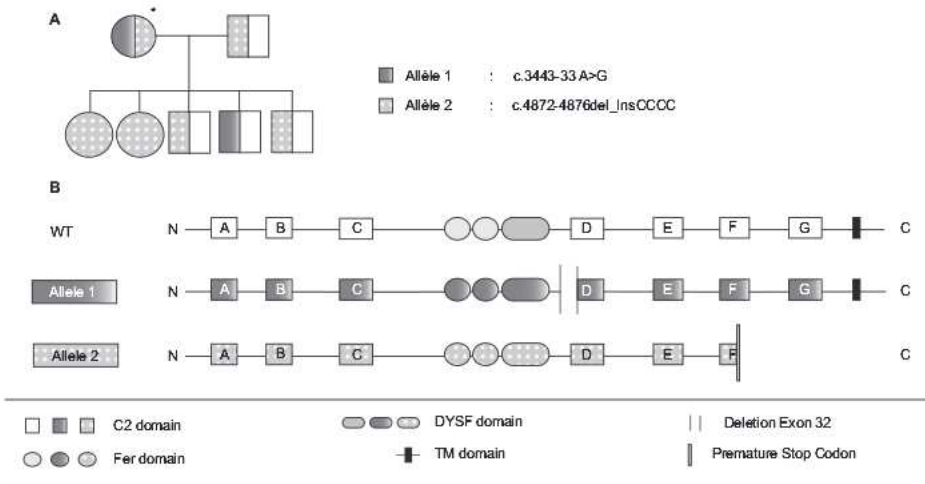 A
*
Allèle 1 : c.3443-33 A>G
Allèle 2 : c.4872-4876del_InsCCCC
B
WT N A B C D E F G C
Allele 1 N A B C D E F G C
Allele 2 N A B C D E F C
C2 domain DYSF domain Deletion Exon 32
Fer domain TM domain Premature Stop Codon